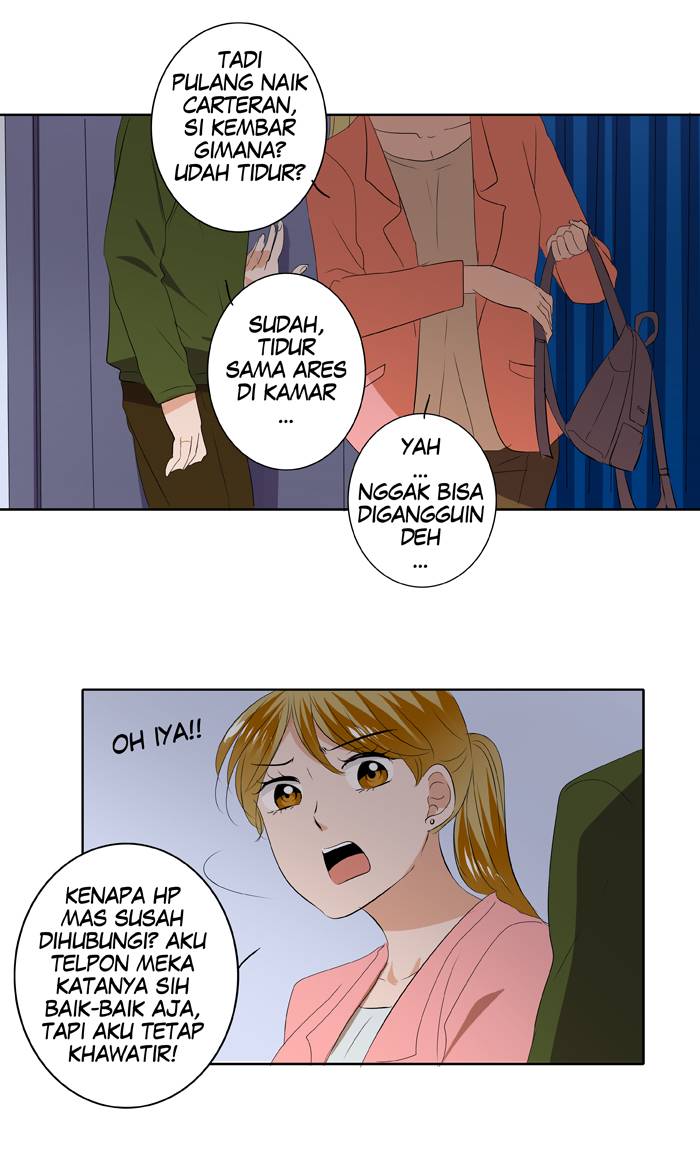 TADI
PULANG NAIK
CARTERAN,
SI KEMBAR
GIMANA?
UDAH TIDUR?
SUDAH,
TIDUR
SAMA ARES
DI KAMAR
...
YAH
...
NGGAK BISA
DIGANGGUIN
DEH
...
OH IYA!!
KENAPA HP
MAS SUSAH
DIHUBUNGI? AKU
TELPON MEKA
KATANYA SIH
BAIK-BAIK AJA,
TAPI AKU TETAP
KHAWATIR!